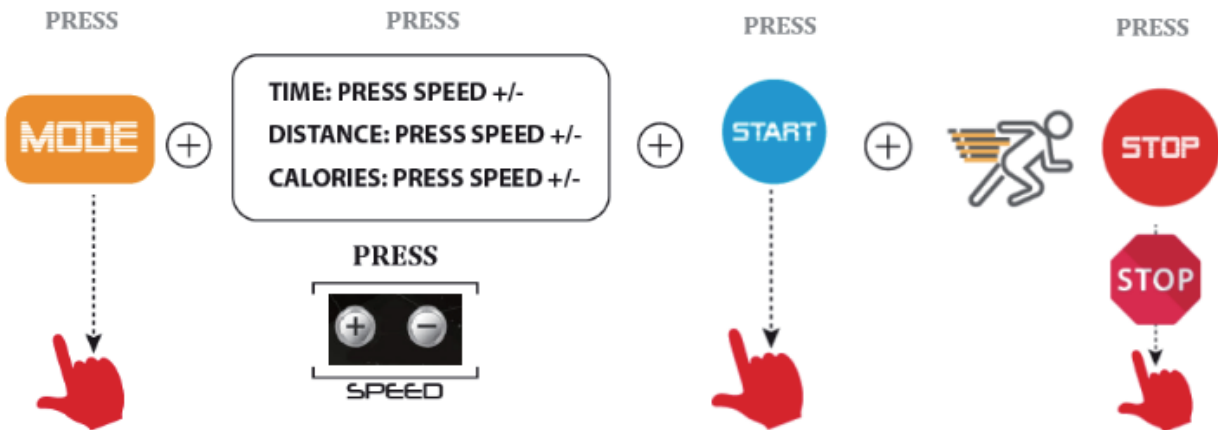 PRESS
PRESS
PRESS
PRESS
MODE
TIME: PRESS SPEED +/-
DISTANCE: PRESS SPEED +/-
CALORIES: PRESS SPEED +/-
START
STOP
PRESS
+ −
SPEED
STOP